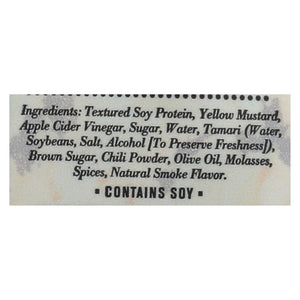 Ingredients: Textured Soy Protein, Yellow Mustard,
Apple Cider Vinegar, Sugar, Water, Tamari (Water,
Soybeans, Salt, Alcohol [To Preserve Freshness]),
Brown Sugar, Chili Powder, Olive Oil, Molasses,
Spices, Natural Smoke Flavor.
▪ CONTAINS SOY ▪